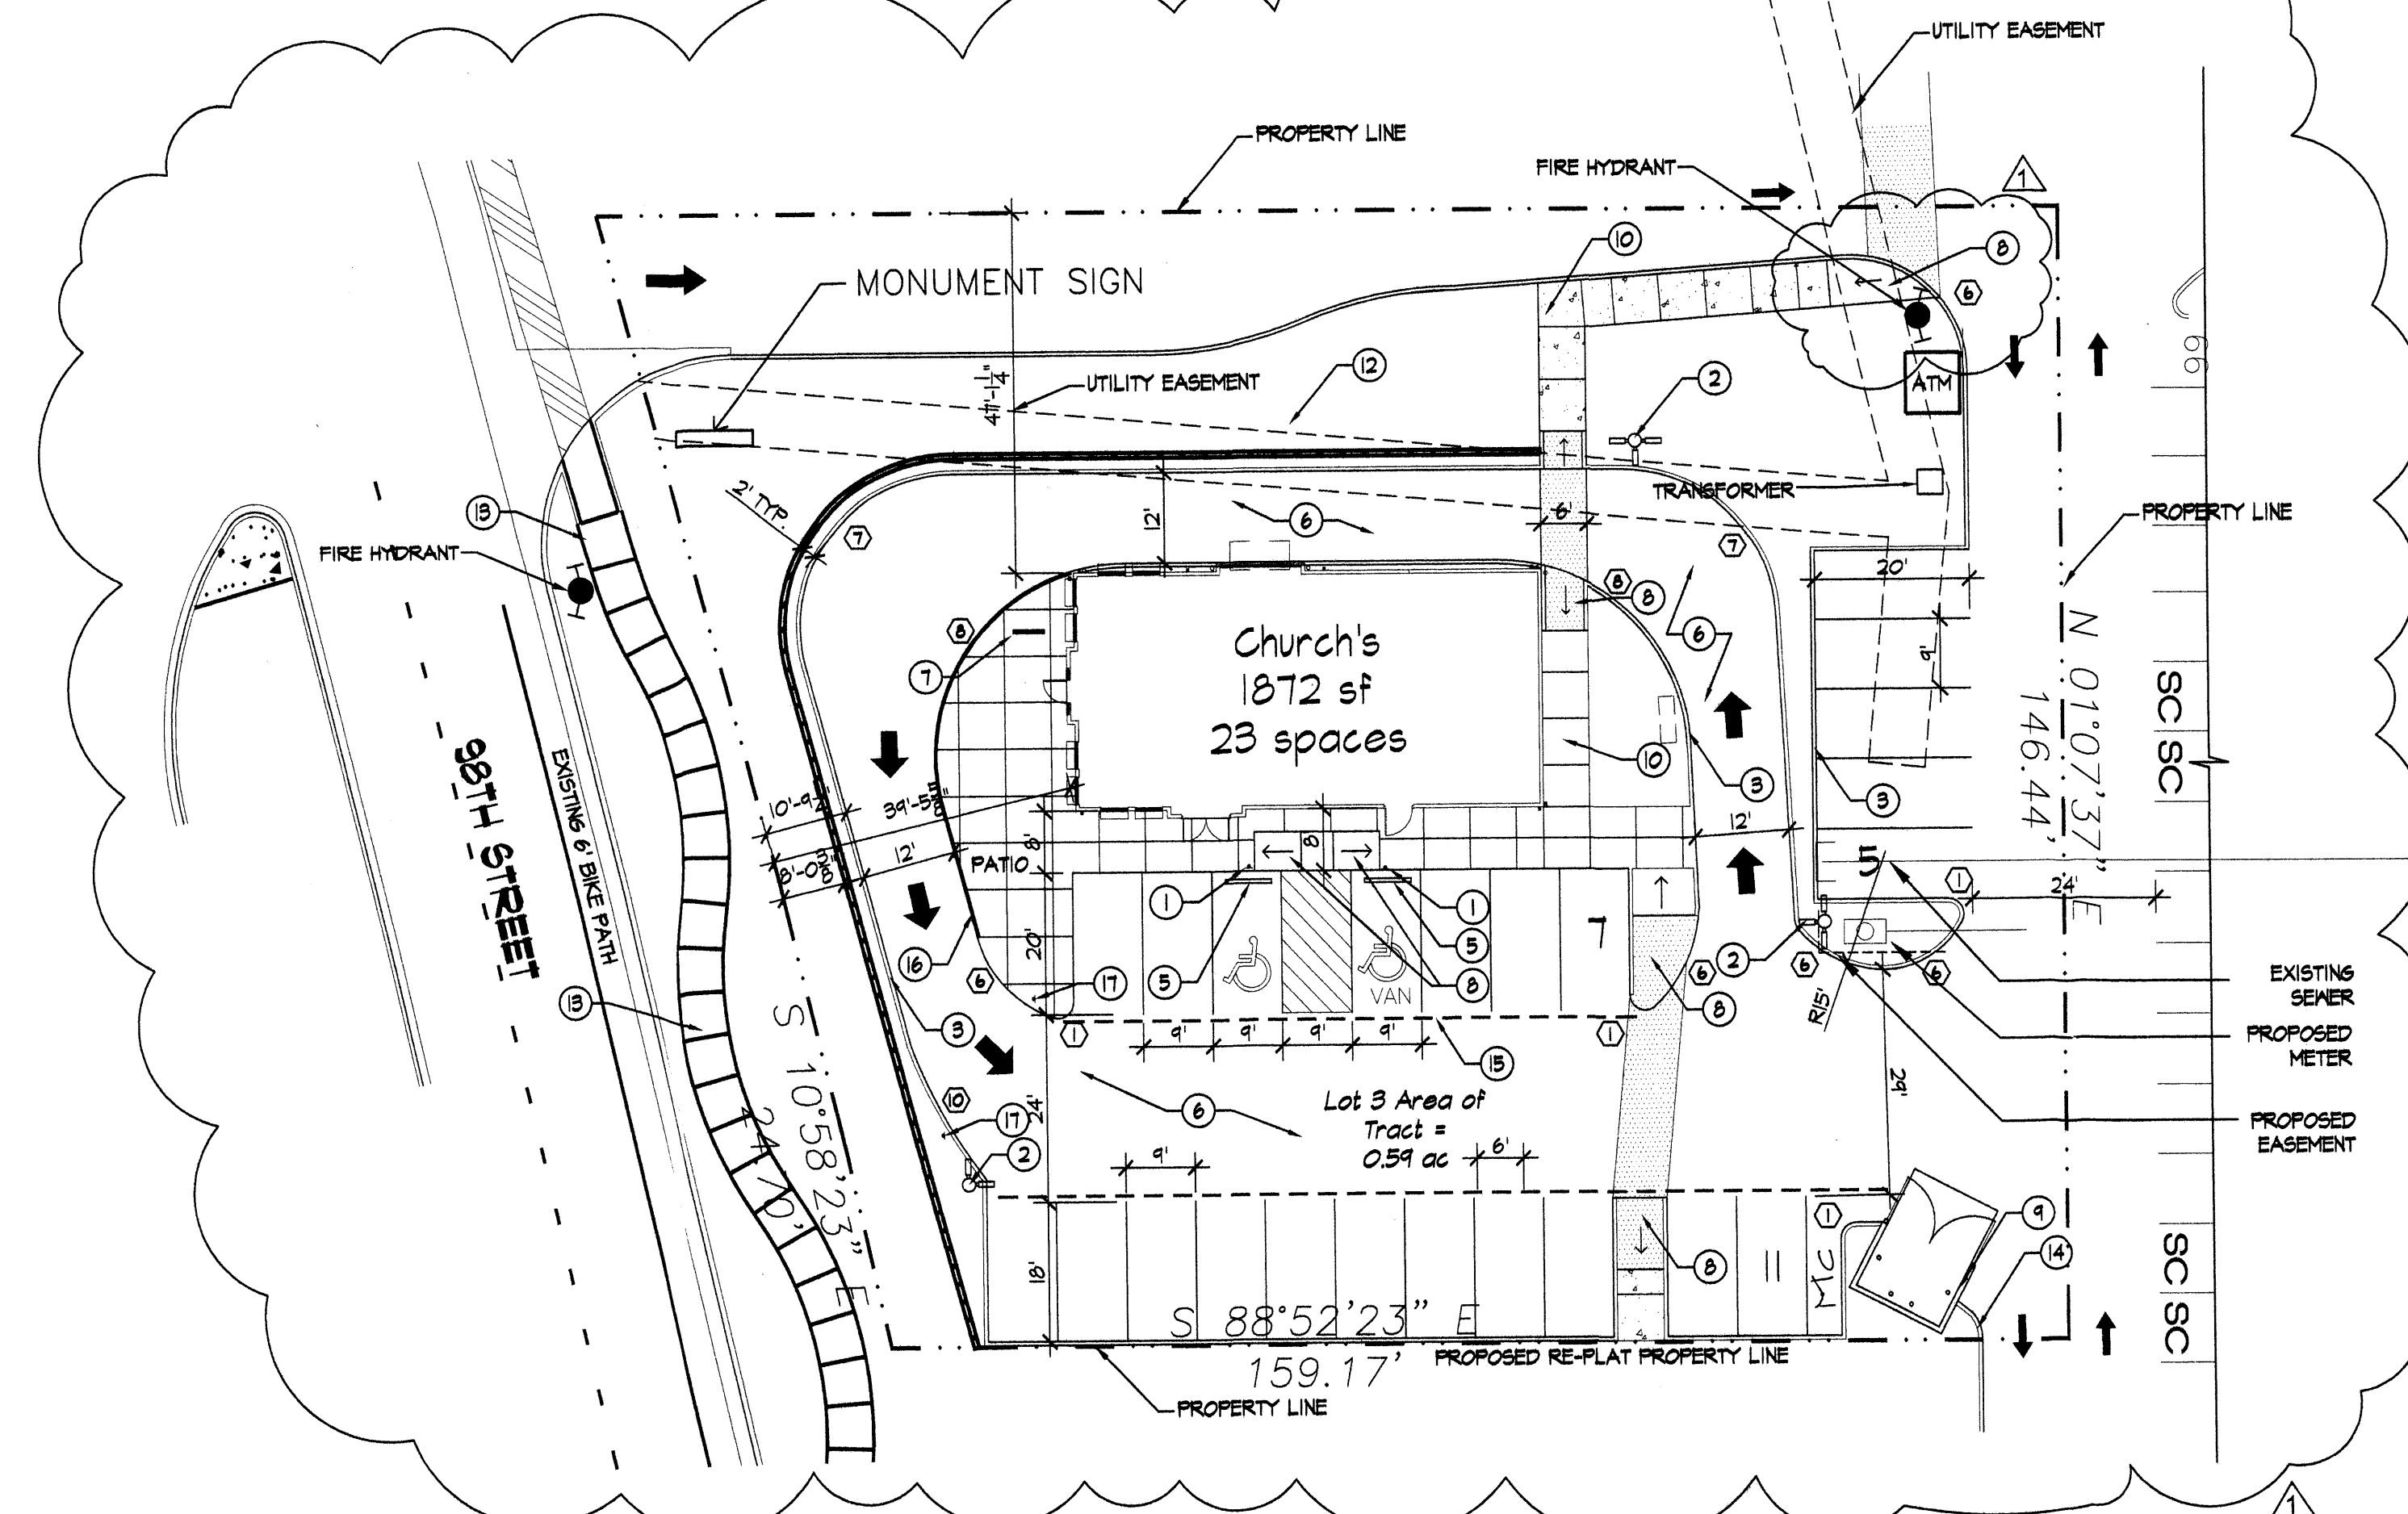 UTILITY EASEMENT
PROPERTY LINE
FIRE HYDRANT
1
10
8
6
MONUMENT SIGN
12
2
UTILITY EASEMENT
ATM
13
FIRE HYDRANT
2' TYP.
7
12'
6
6'
TRANSFORMER
7
PROPERTY LINE
20'
8
8
8
7
Church's
1872 sf
23 spaces
6
9'
N 01°07'37" E
146.44'
SC SC
10
3
3
39'-5
12'
PATIO
8'
8'
12'
5
98TH STREET
EXISTING 6' BIKE PATH
1
1
1
24'
16
20'
5
5
8
VAN
7
2
6
6
6
6
17
8
R15'
EXISTING
SEWER
13
3
1
9'
9'
9'
9'
1
15
PROPOSED
METER
S 10°58'23" E
10
17
24'
6
Lot 3 Area of
Tract =
0.59 ac
29'
PROPOSED
EASEMENT
2
9'
6'
1
9
14
18'
8
11
MC
SC SC
S 88°52'23" E
159.17'
PROPOSED RE-PLAT PROPERTY LINE
PROPERTY LINE
1